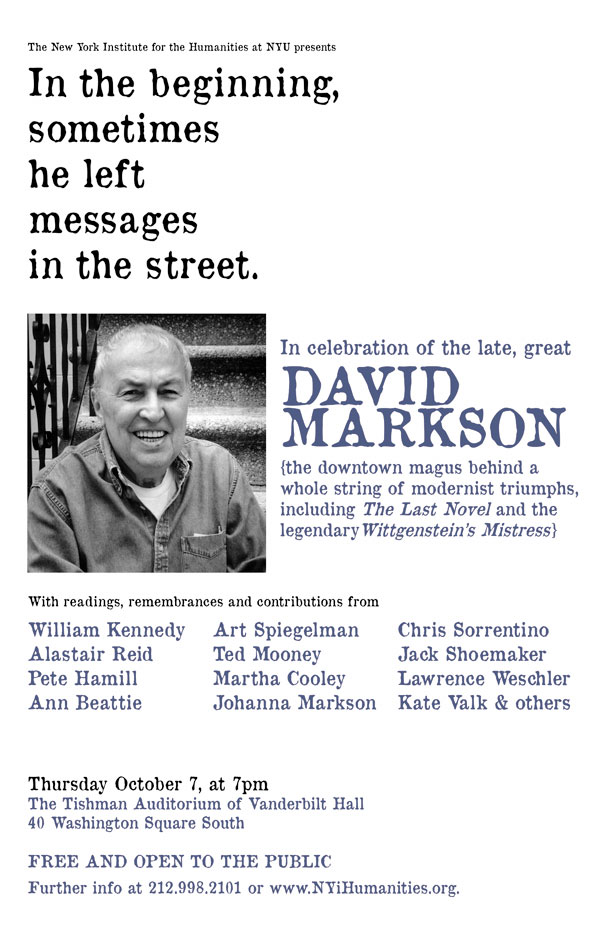 The New York Institute for the Humanities at NYU presents
In the beginning,
sometimes
he left
messages
in the street.
In celebration of the late, great
DAVID
MARKSON
{the downtown magus behind a
whole string of modernist triumphs,
including The Last Novel and the
legendary Wittgenstein's Mistress}
With readings, remembrances and contributions from
William Kennedy
Alastair Reid
Pete Hamill
Ann Beattie
Art Spiegelman
Ted Mooney
Martha Cooley
Johanna Markson
Chris Sorrentino
Jack Shoemaker
Lawrence Weschler
Kate Valk & others
Thursday October 7, at 7pm
The Tishman Auditorium of Vanderbilt Hall
40 Washington Square South
FREE AND OPEN TO THE PUBLIC
Further info at 212.998.2101 or www.NYiHumanities.org.